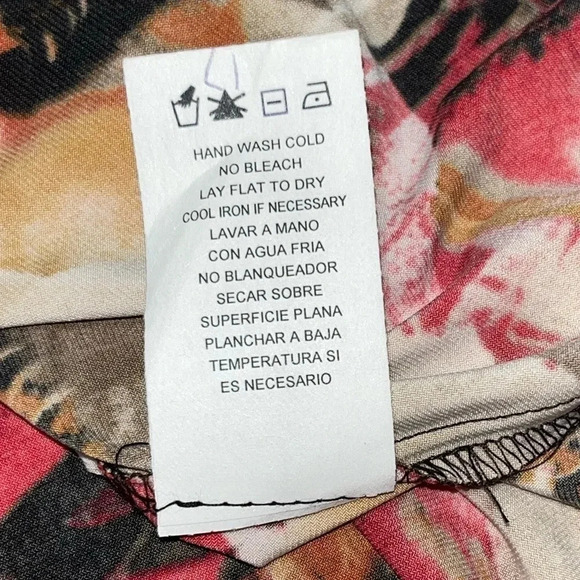 HAND WASH COLD
NO BLEACH
LAY FLAT TO DRY
COOL IRON IF NECESSARY
LAVAR A MANO
CON AGUA FRIA
NO BLANQUEADOR
SECAR SOBRE
SUPERFICIE PLANA
PLANCHAR A BAJA
TEMPERATURA SI
ES NECESARIO